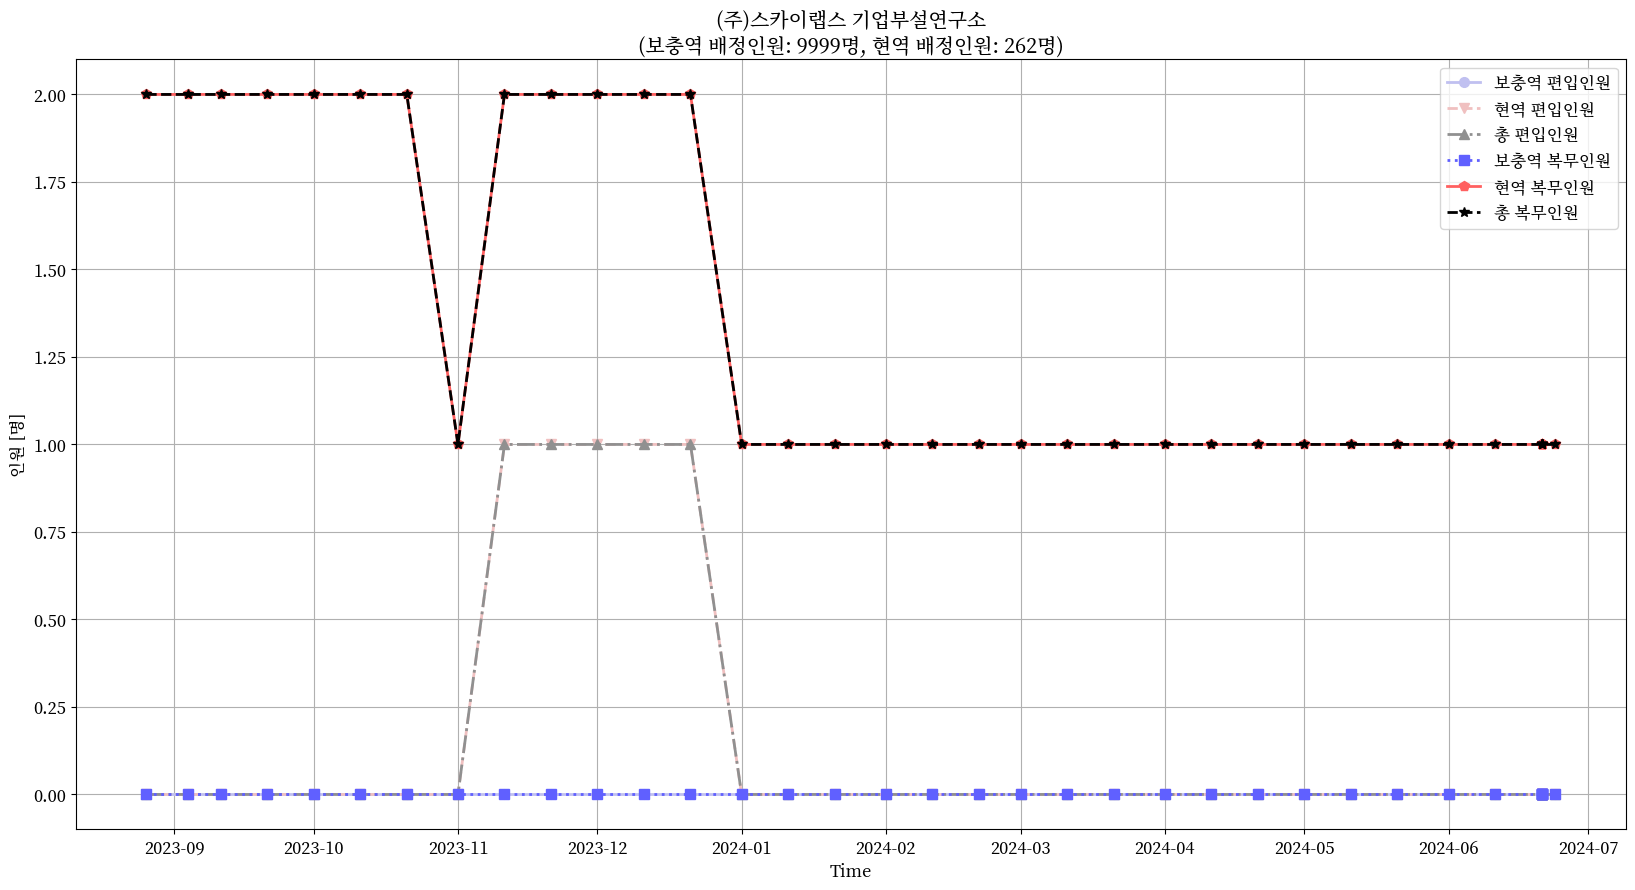 (주)스카이랩스 기업부설연구소
(보충역 배정인원: 9999명, 현역 배정인원: 262명)
보충역 편입인원
현역 편입인원
총 편입인원
보충역 복무인원
현역 복무인원
총 복무인원
인원 [명]
2.00
1.75
1.50
1.25
1.00
0.75
0.50
0.25
0.00
2023-09 2023-10 2023-11 2023-12 2024-01 2024-02 2024-03 2024-04 2024-05 2024-06 2024-07
Time